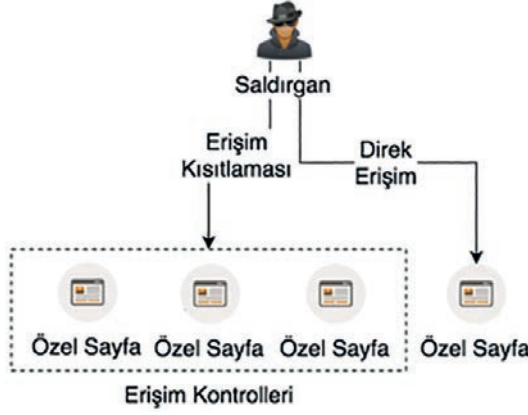 Saldırgan
Erişim
Kısıtlaması
Direk
Erişim
Özel Sayfa
Özel Sayfa
Özel Sayfa
Özel Sayfa
Erişim Kontrolleri